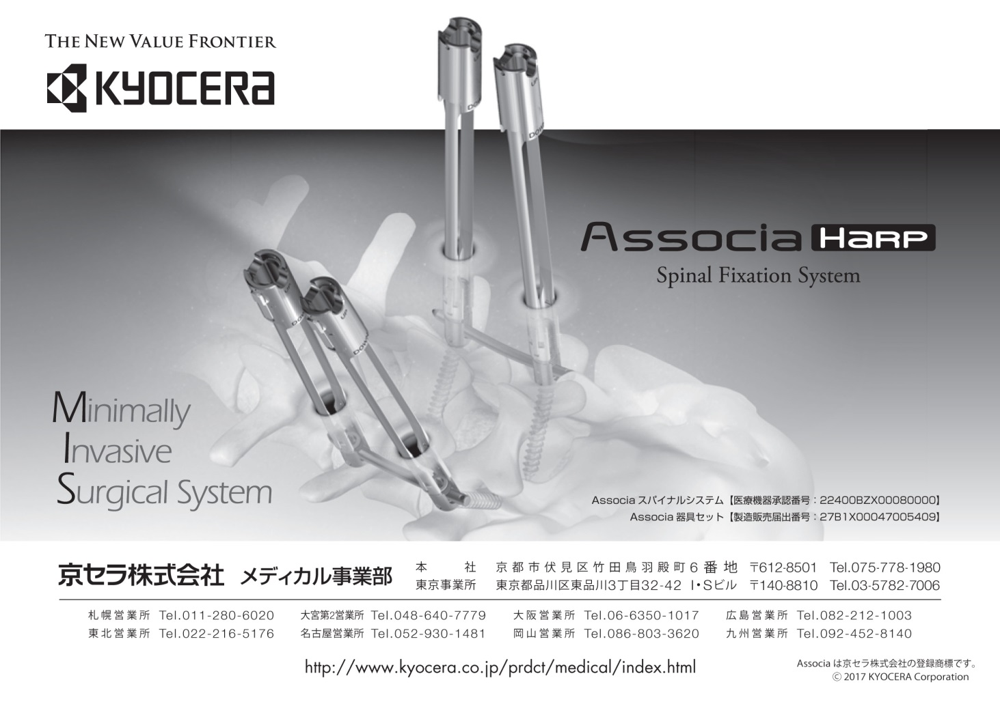 THE NEW VALUE FRONTIER
KYOCERA
UP
DOWN
UP
DOWN
Associa HARP
Spinal Fixation System
Minimally
Invasive
Surgical System
Associa スパイナルシステム【医療機器承認番号：22400BZX00080000】
Associa 器具セット【製造販売届出番号：27B1X00047005409】
京セラ株式会社 メディカル事業部
本社 京都市伏見区竹田鳥羽殿町6番地 〒612-8501 Tel.075-778-1980
東京事業所 東京都品川区東品川3丁目32-42 I・Sビル 〒140-8810 Tel.03-5782-7006
札幌営業所 Tel.011-280-6020 大宮第2営業所 Tel.048-640-7779 大阪営業所 Tel.06-6350-1017 広島営業所 Tel.082-212-1003
東北営業所 Tel.022-216-5176 名古屋営業所 Tel.052-930-1481 岡山営業所 Tel.086-803-3620 九州営業所 Tel.092-452-8140
http://www.kyocera.co.jp/prdct/medical/index.html
Associa は京セラ株式会社の登録商標です。
© 2017 KYOCERA Corporation